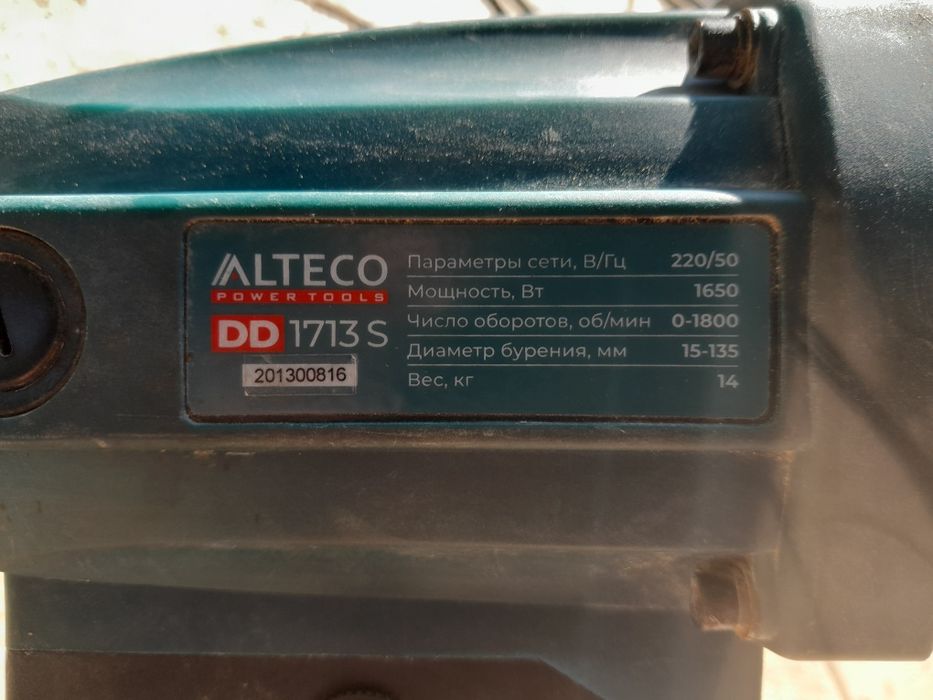 ALTECO
POWER TOOLS
DD 1713 S
201300816
Параметры сети, В/Гц 220/50
Мощность, Вт 1650
Число оборотов, об/мин 0-1800
Диаметр бурения, мм 15-135
Вес, кг 14